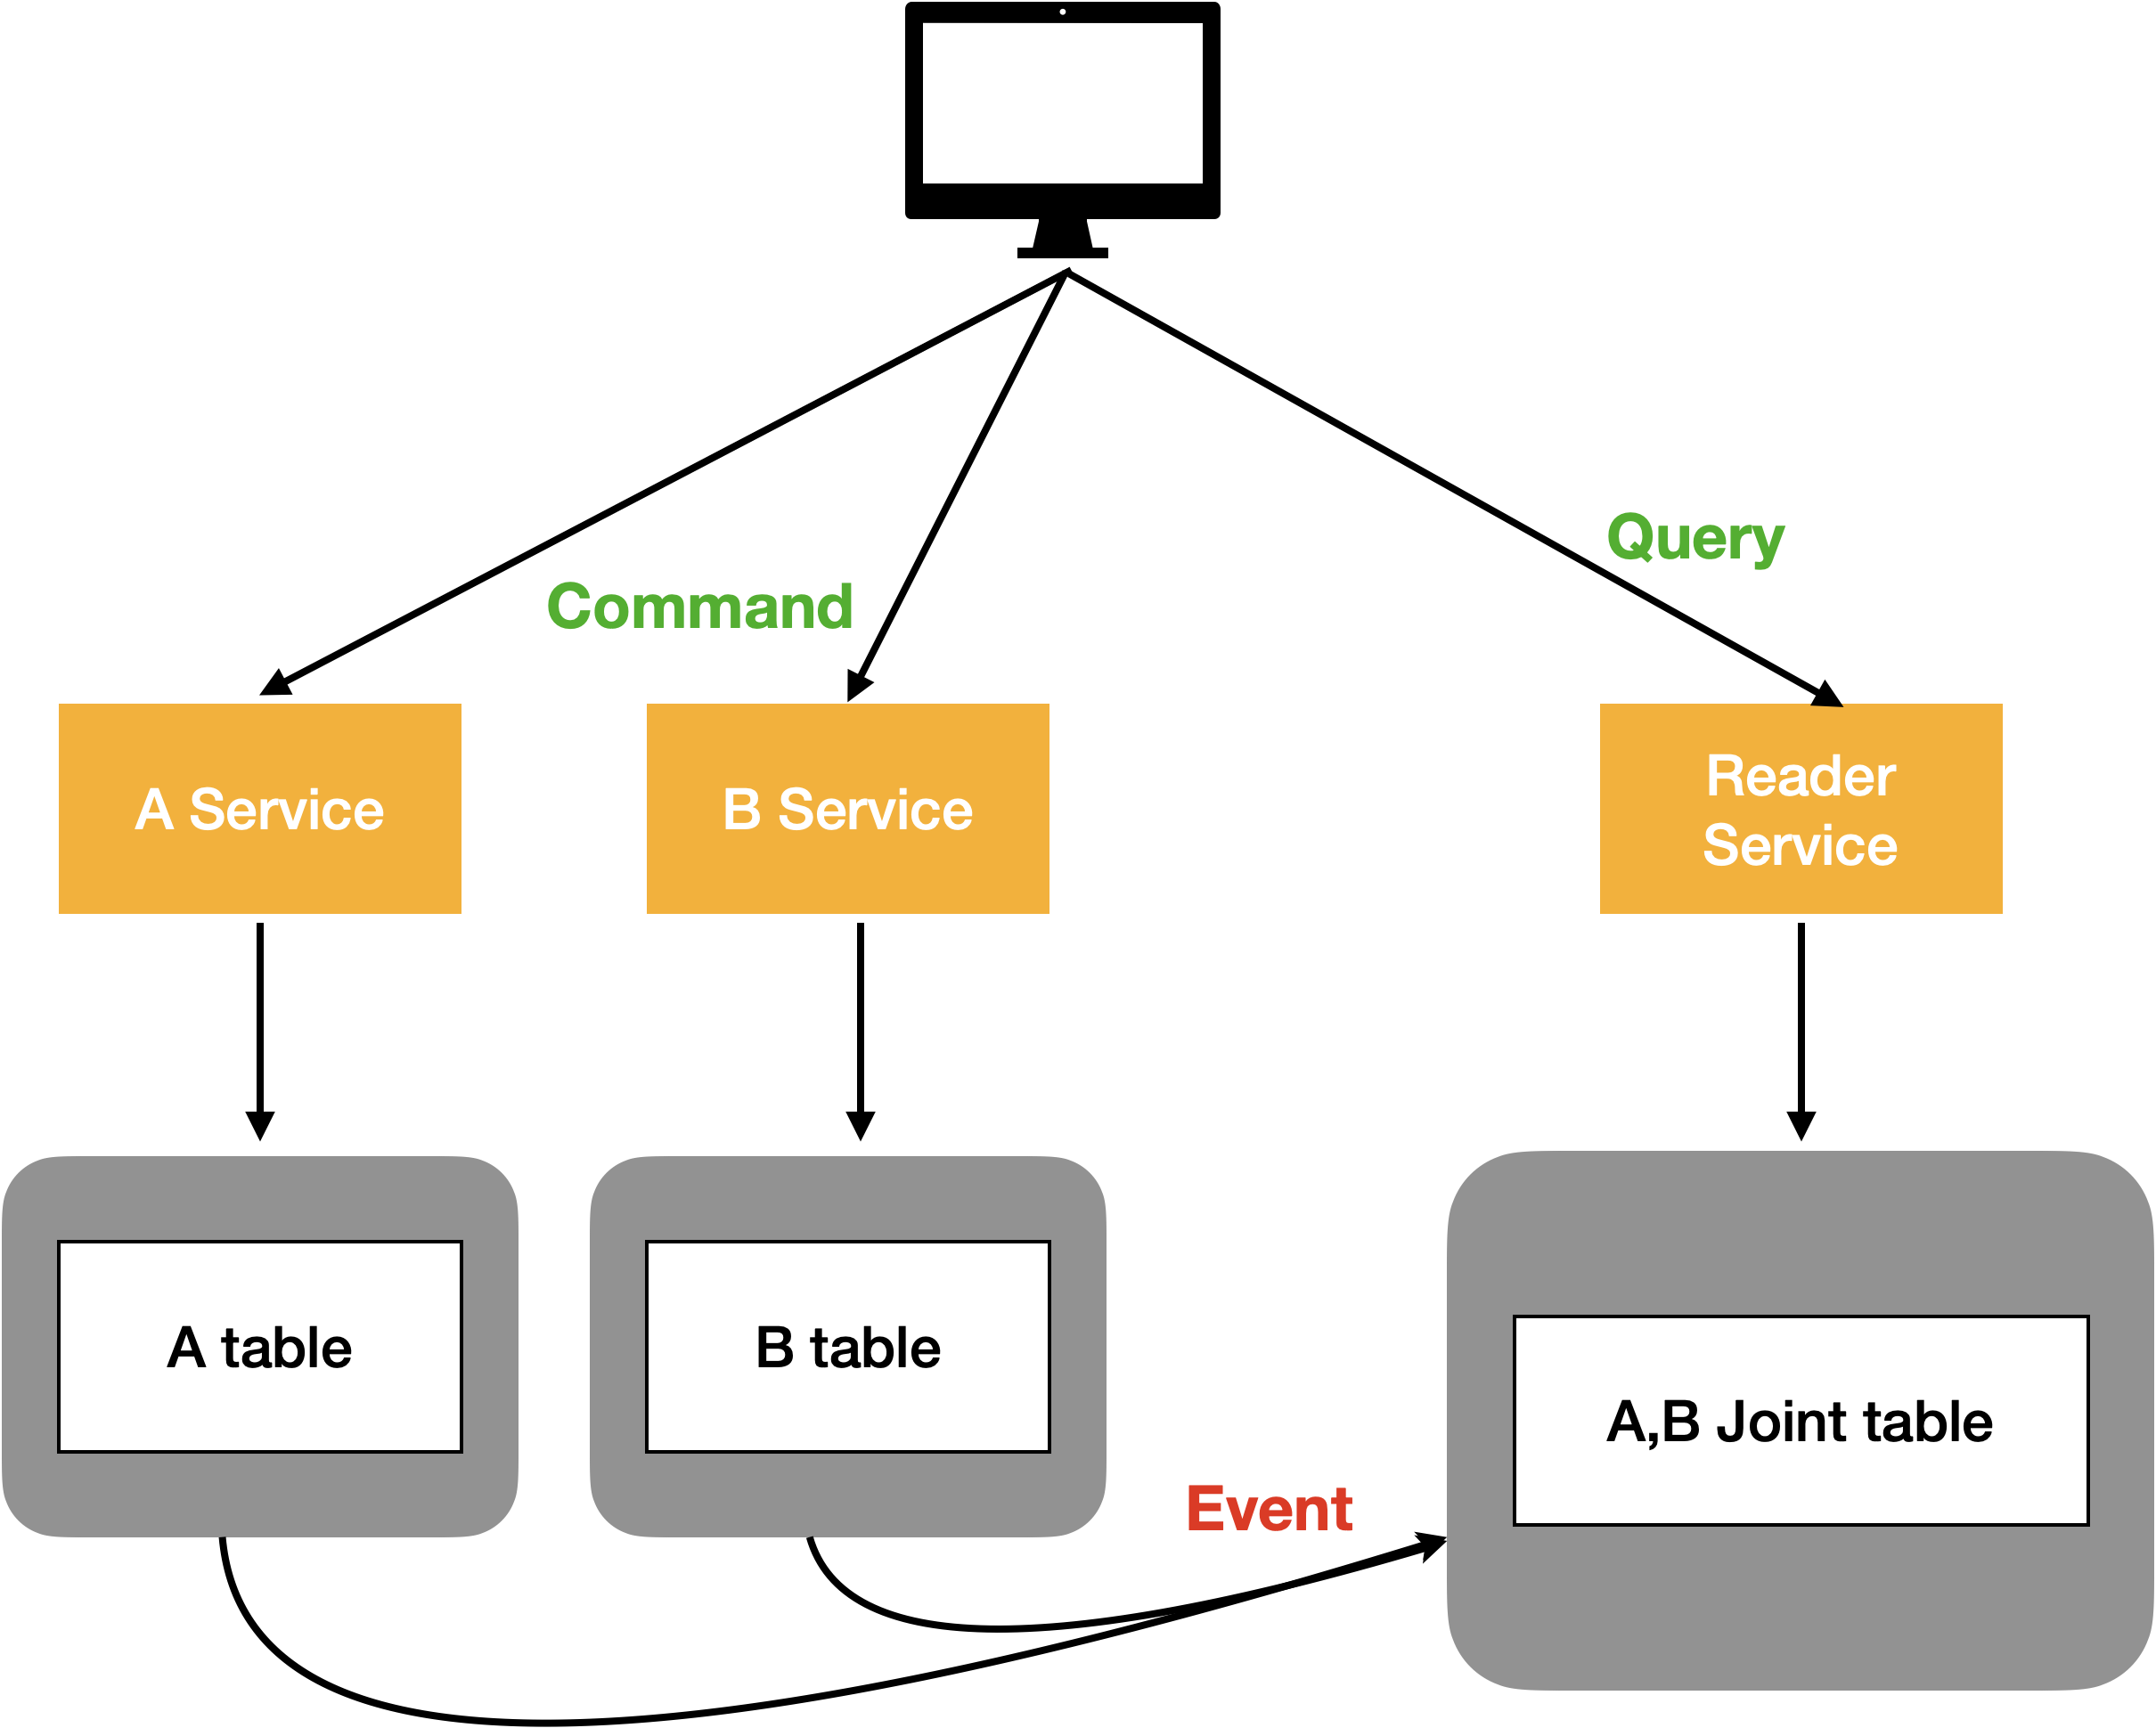 Query
Command
A Service
B Service
Reader
Service
A table
B table
A,B Joint table
Event